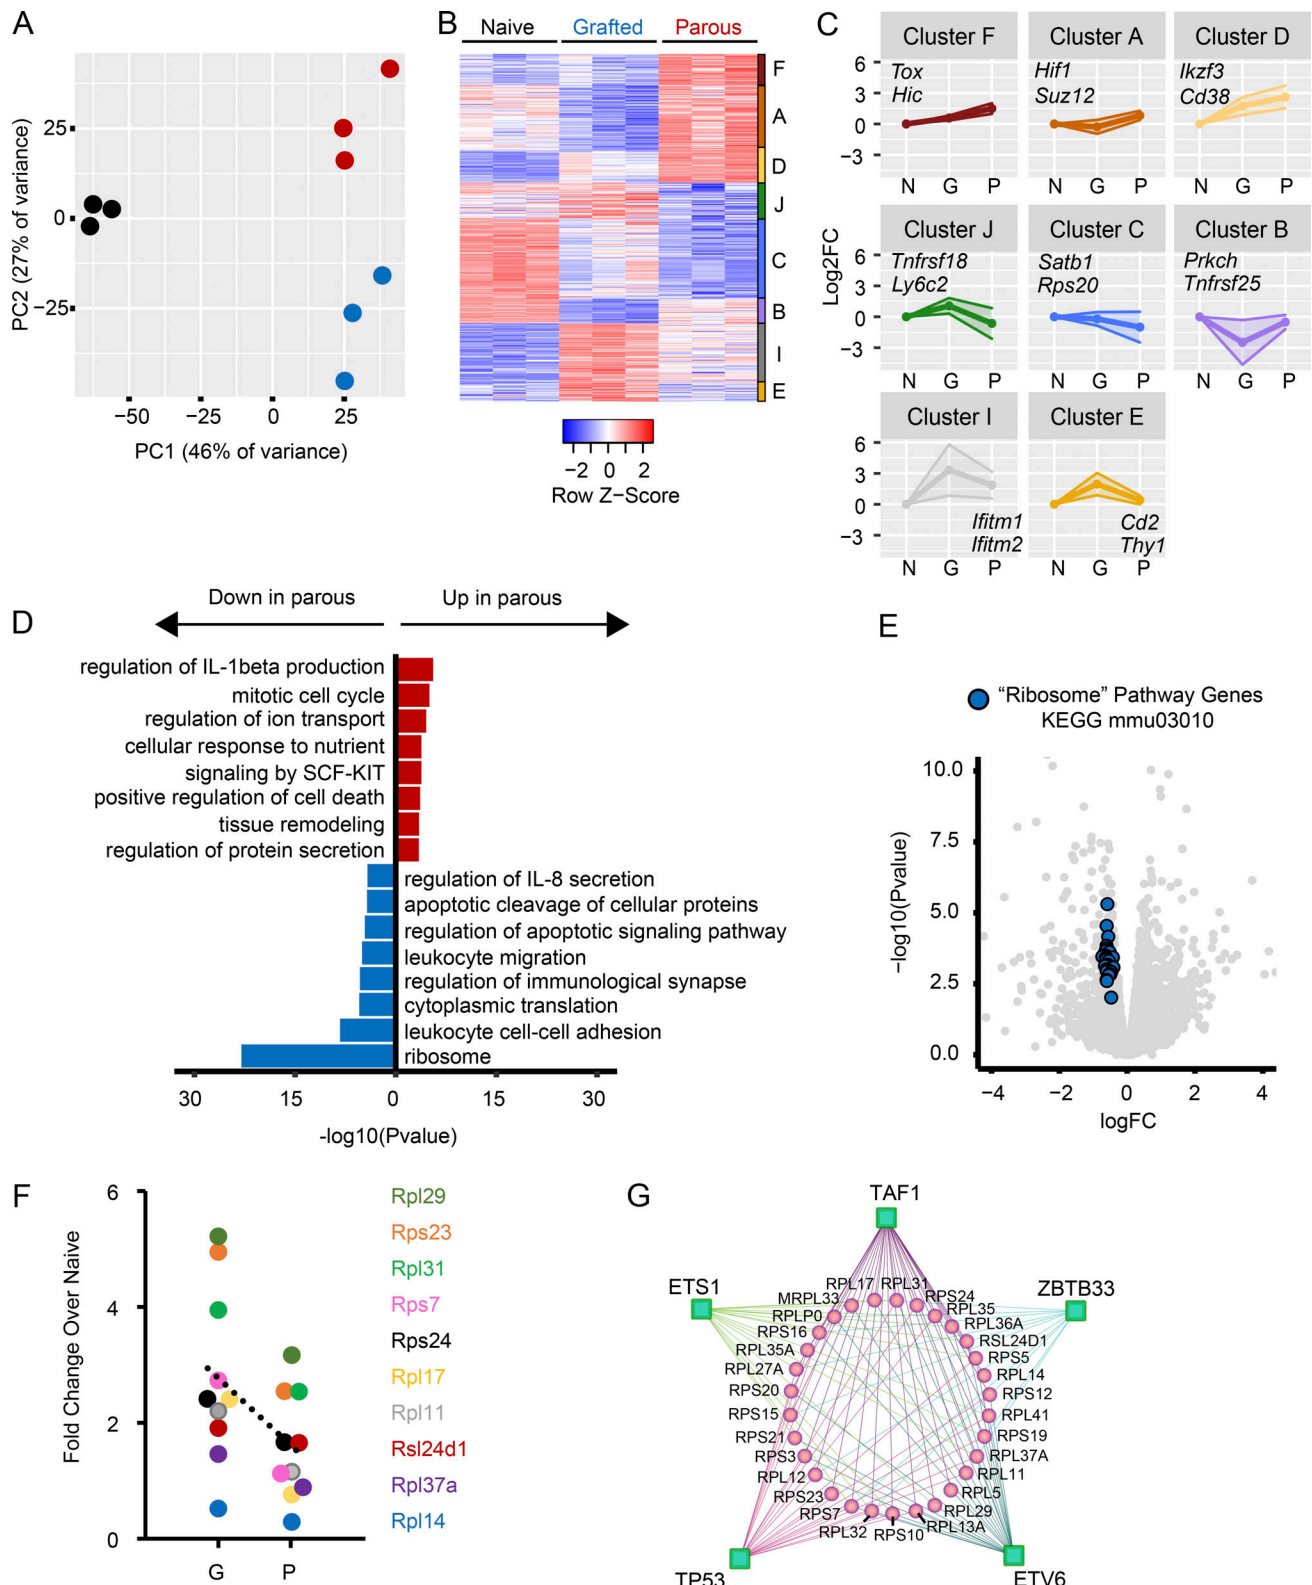 A
PC2 (27% of variance)
25
0
−25
−50
−25
0
25
PC1 (46% of variance)
B
Naive
Grafted
Parous
F
A
D
J
C
B
I
E
−2
0
2
Row Z−Score
C
Log2FC
Cluster F
Tox
Hic
Cluster A
Hif1
Suz12
Cluster D
Ikzf3
Cd38
6
3
0
−3
N G P
N G P
N G P
Cluster J
Tnfrsf18
Ly6c2
Cluster C
Satb1
Rps20
Cluster B
Prkch
Tnfrsf25
6
3
0
−3
N G P
N G P
N G P
Cluster I
Ifitm1
Ifitm2
Cluster E
Cd2
Thy1
6
3
0
−3
N G P
N G P
D
Down in parous
Up in parous
regulation of IL-1beta production
mitotic cell cycle
regulation of ion transport
cellular response to nutrient
signaling by SCF-KIT
positive regulation of cell death
tissue remodeling
regulation of protein secretion
regulation of IL-8 secretion
apoptotic cleavage of cellular proteins
regulation of apoptotic signaling pathway
leukocyte migration
regulation of immunological synapse
cytoplasmic translation
leukocyte cell-cell adhesion
ribosome
30 15 0 15 30
-log10(Pvalue)
E
“Ribosome” Pathway Genes
KEGG mmu03010
−log10(Pvalue)
10.0
7.5
5.0
2.5
0.0
−4 −2 0 2 4
logFC
F
Fold Change Over Naive
6
4
2
0
G P
Rpl29
Rps23
Rpl31
Rps7
Rps24
Rpl17
Rpl11
Rsl24d1
Rpl37a
Rpl14
G
TAF1
ETS1
ZBTB33
TP53
ETV6
RPL17
RPL31
RPS24
RPL35
RPL36A
RSL24D1
RPS5
RPL14
RPS12
RPL41
RPS19
RPL37A
RPL11
RPL5
RPL29
RPL13A
RPS10
RPL32
RPS7
RPS23
RPL12
RPS3
RPS21
RPS15
RPS20
RPL27A
RPL35A
RPS16
RPLP0
MRPL33